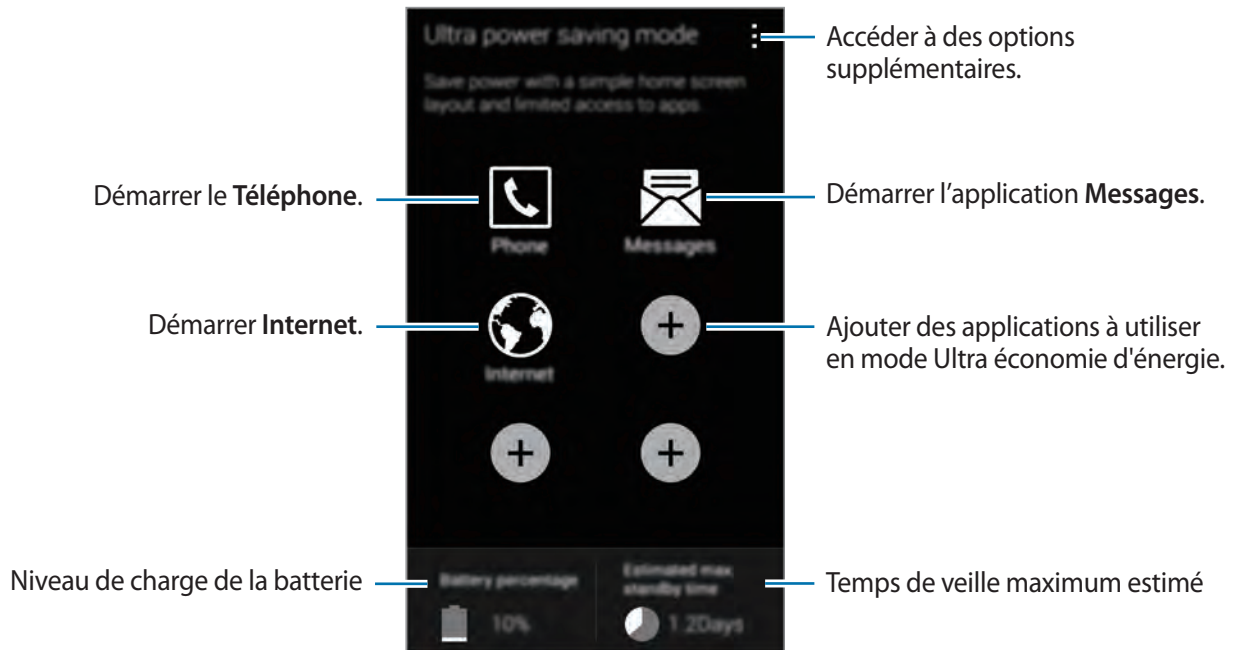 Ultra power saving mode
Save power with a simple home screen
layout and limited access to apps.
Accéder à des options
supplémentaires.
Démarrer le Téléphone.
Phone
Messages
Démarrer l’application Messages.
Démarrer Internet.
Internet
Ajouter des applications à utiliser
en mode Ultra économie d'énergie.
Niveau de charge de la batterie
Battery percentage
10%
Estimated max
standby time
1.2Days
Temps de veille maximum estimé